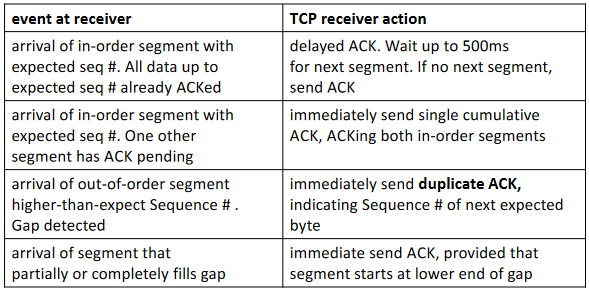 event at receiver
TCP receiver action
arrival of in-order segment with
expected seq #. All data up to
expected seq # already ACKed
delayed ACK. Wait up to 500ms
for next segment. If no next segment,
send ACK
arrival of in-order segment with
expected seq #. One other
segment has ACK pending
immediately send single cumulative
ACK, ACKing both in-order segments
arrival of out-of-order segment
higher-than-expect Sequence # .
Gap detected
immediately send duplicate ACK,
indicating Sequence # of next expected
byte
arrival of segment that
partially or completely fills gap
immediate send ACK, provided that
segment starts at lower end of gap